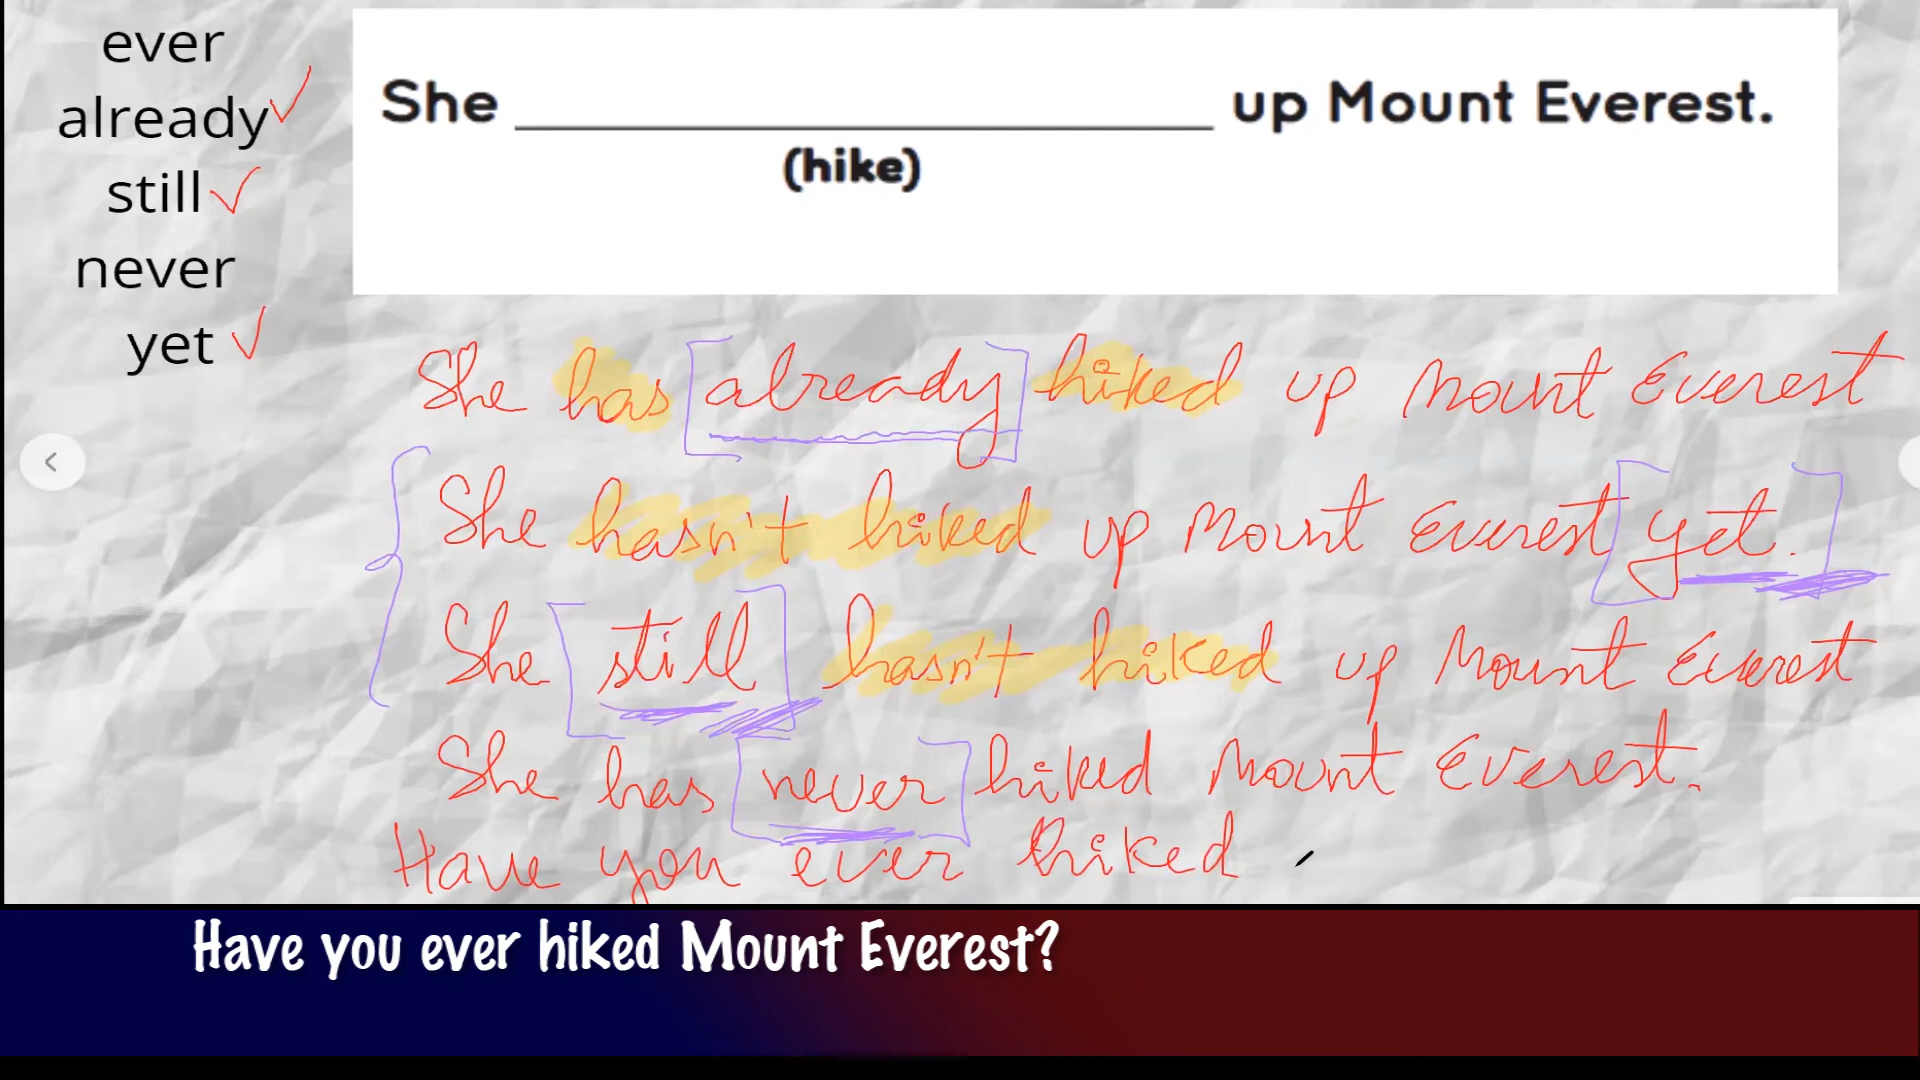 ever
already
still
never
yet
She ____________ up Mount Everest.
(hike)
She has already hiked up Mount Everest
She hasn't hiked up Mount Everest yet.
She still hasn't hiked up Mount Everest
She has never hiked Mount Everest.
Have you ever hiked
Have you ever hiked Mount Everest?